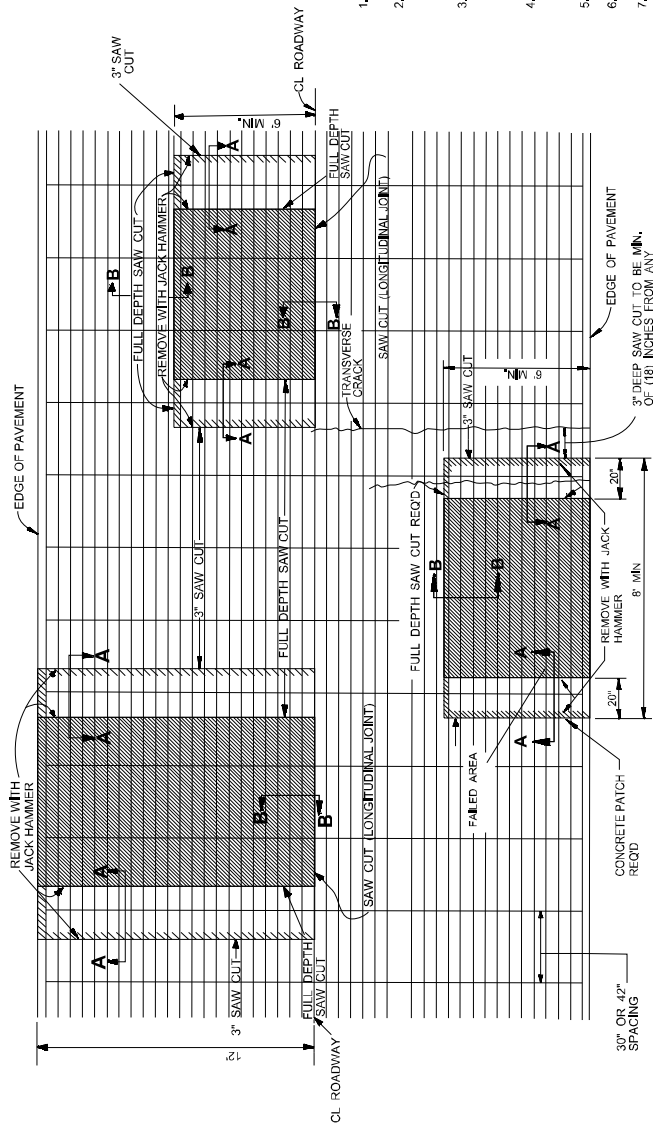 EDGE OF PAVEMENT
REMOVE WITH
JACK HAMMER
12'
A
A
A
A
3" SAW CUT
FULL DEPTH
SAW CUT
CL ROADWAY
B
B
SAW CUT (LONGITUDINAL JOINT)
3" SAW CUT
FULL DEPTH SAW CUT
B
B
FULL DEPTH SAW CUT
REMOVE WITH JACK HAMMER
A
A
A
A
3" SAW
CUT
6' MIN.
CL ROADWAY
FULL DEPTH
SAW CUT
B
B
SAW CUT (LONGITUDINAL JOINT)
TRANSVERSE
CRACK
FULL DEPTH SAW CUT REQ'D
B
B
3" SAW CUT
6' MIN.
A
A
A
A
FAILED AREA
REMOVE WITH JACK
HAMMER
20"
20"
8' MIN
CONCRETE PATCH
REQ'D
30" OR 42"
SPACING
EDGE OF PAVEMENT
3" DEEP SAW CUT TO BE MIN.
OF (18) INCHES FROM ANY
1.
2.
3.
4.
5.
6.
7.